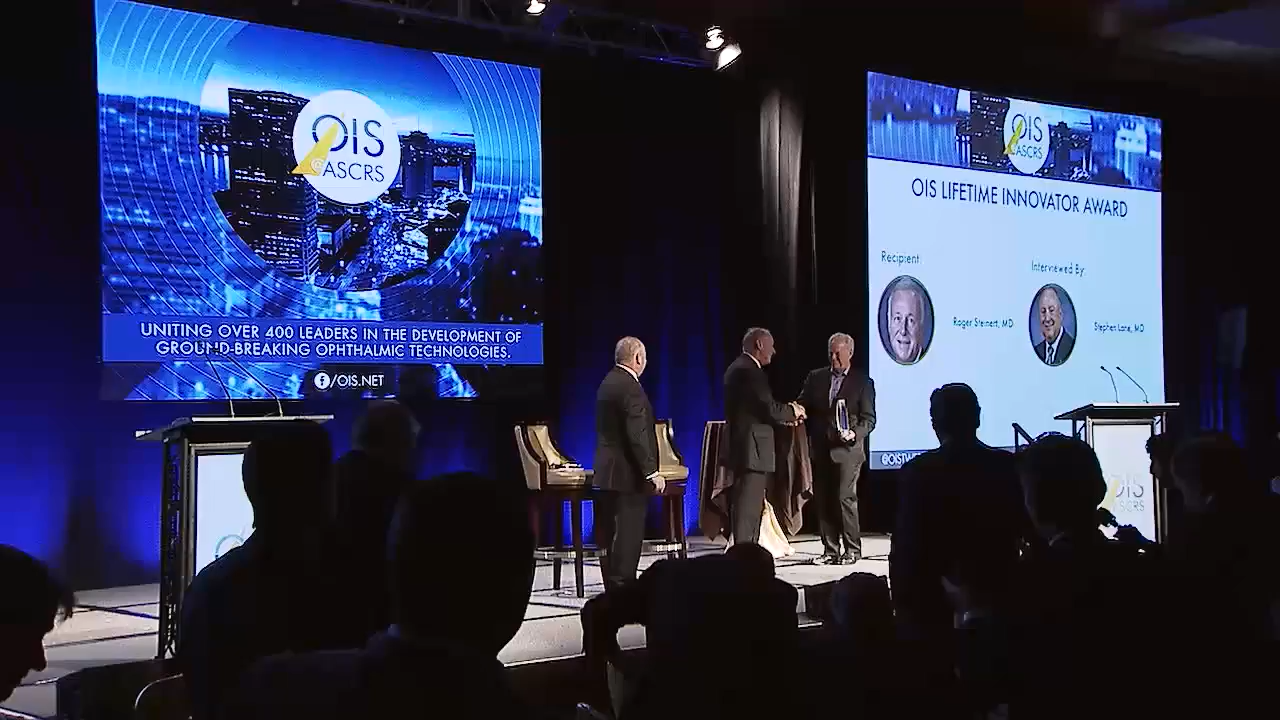 OIS
@ASCRS
UNITING OVER 400 LEADERS IN THE DEVELOPMENT OF
GROUND-BREAKING OPHTHALMIC TECHNOLOGIES.
f/OIS.NET
OIS
@ASCRS
OIS LIFETIME INNOVATOR AWARD
Recipient:
Roger Steinert, MD
Interviewed By:
Stephen Lane, MD
OIS